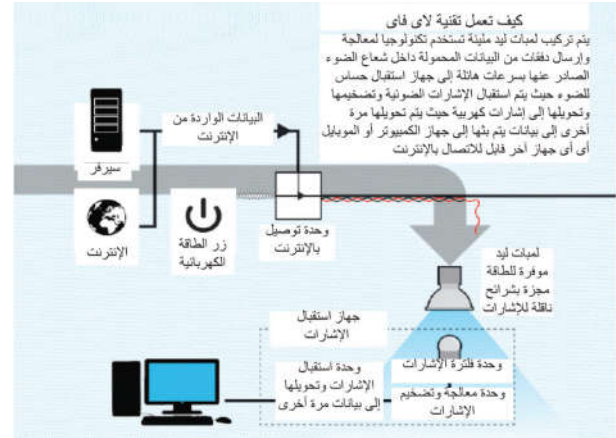 كيف تعمل تقنية لاى فاى
يتم تركيب لمبات ليد مليئة تستخدم تكنولوجيا لمعالجة
وإرسال دفقات من البيانات المحمولة داخل شعاع الضوء
الصادر عنها بسرعات هائلة إلى جهاز استقبال حساس
للضوء حيث يتم استقبال الإشارات الضوئية وتضخيمها
وتحويلها إلى إشارات كهربية حيث يتم تحويلها مرة
أخرى إلى بيانات يتم بثها إلى جهاز الكمبيوتر أو الموبايل
أى أى جهاز آخر قابل للاتصال بالإنترنت
البيانات الواردة من
الإنترنت
سيرفر
الإنترنت
زر الطاقة
الكهربائية
وحدة توصيل
بالإنترنت
لمبات ليد
موفرة للطاقة
مجزة بشرائح
ناقلة للإشارات
جهاز استقبال
الإشارات
وحدة فلترة الإشارات
وحدة معالجة وتضخيم
الإشارات
وحدة استقبال
الإشارات وتحويلها
إلى بيانات مرة أخرى